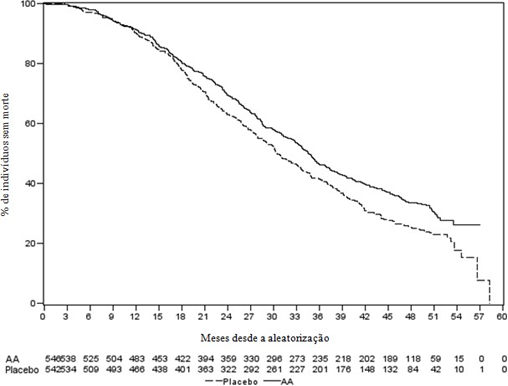 100
80
60
40
20
0
% de indivíduos sem morte
0 3 6 9 12 15 18 21 24 27 30 33 36 39 42 45 48 51 54 57 60
Meses desde a aleatorização
AA 546 538 525 504 483 453 422 394 359 330 296 273 235 218 202 189 118 59 15 0 0
Placebo 542 534 509 493 466 438 401 363 322 292 261 227 201 176 148 132 84 42 10 1 0
Placebo AA